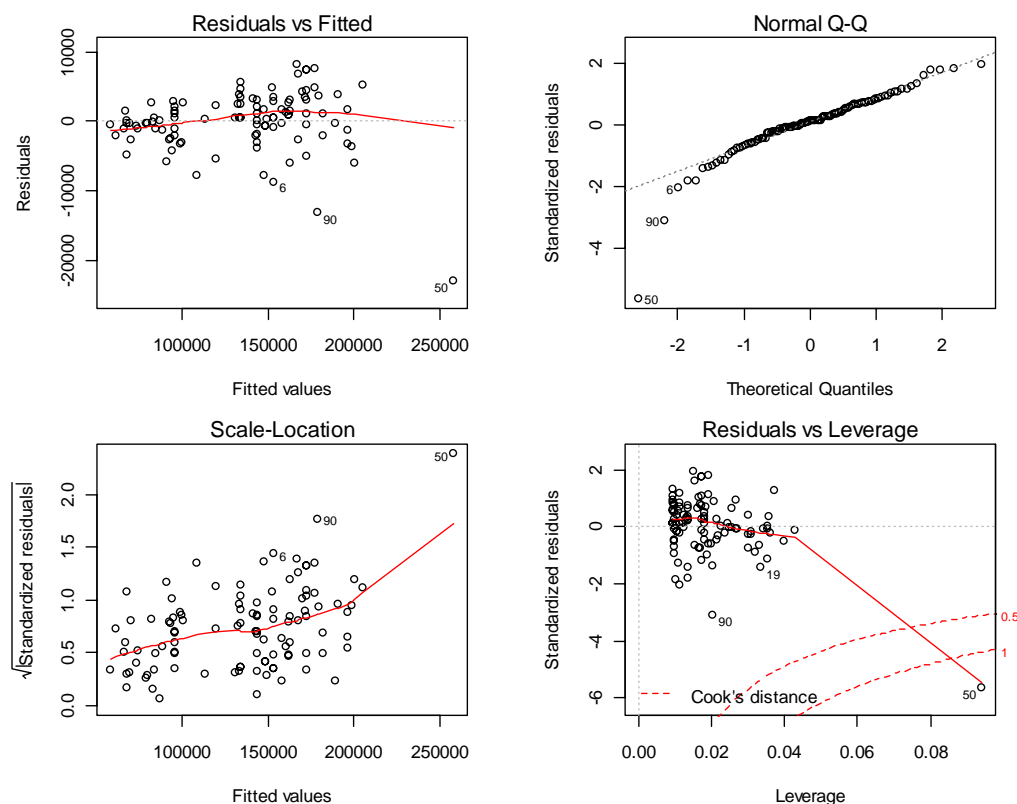 Residuals vs Fitted
Residuals
10000
0
-10000
-20000
6
90
50
100000 150000 200000 250000
Fitted values
Normal Q-Q
Standardized residuals
2
0
-2
-4
6
90
50
-2 -1 0 1 2
Theoretical Quantiles
Scale-Location
√|Standardized residuals|
2.0
1.5
1.0
0.5
0.0
50
90
6
100000 150000 200000 250000
Fitted values
Residuals vs Leverage
Standardized residuals
2
0
-2
-4
-6
19
90
50
0.5
1
Cook's distance
0.00 0.02 0.04 0.06 0.08
Leverage